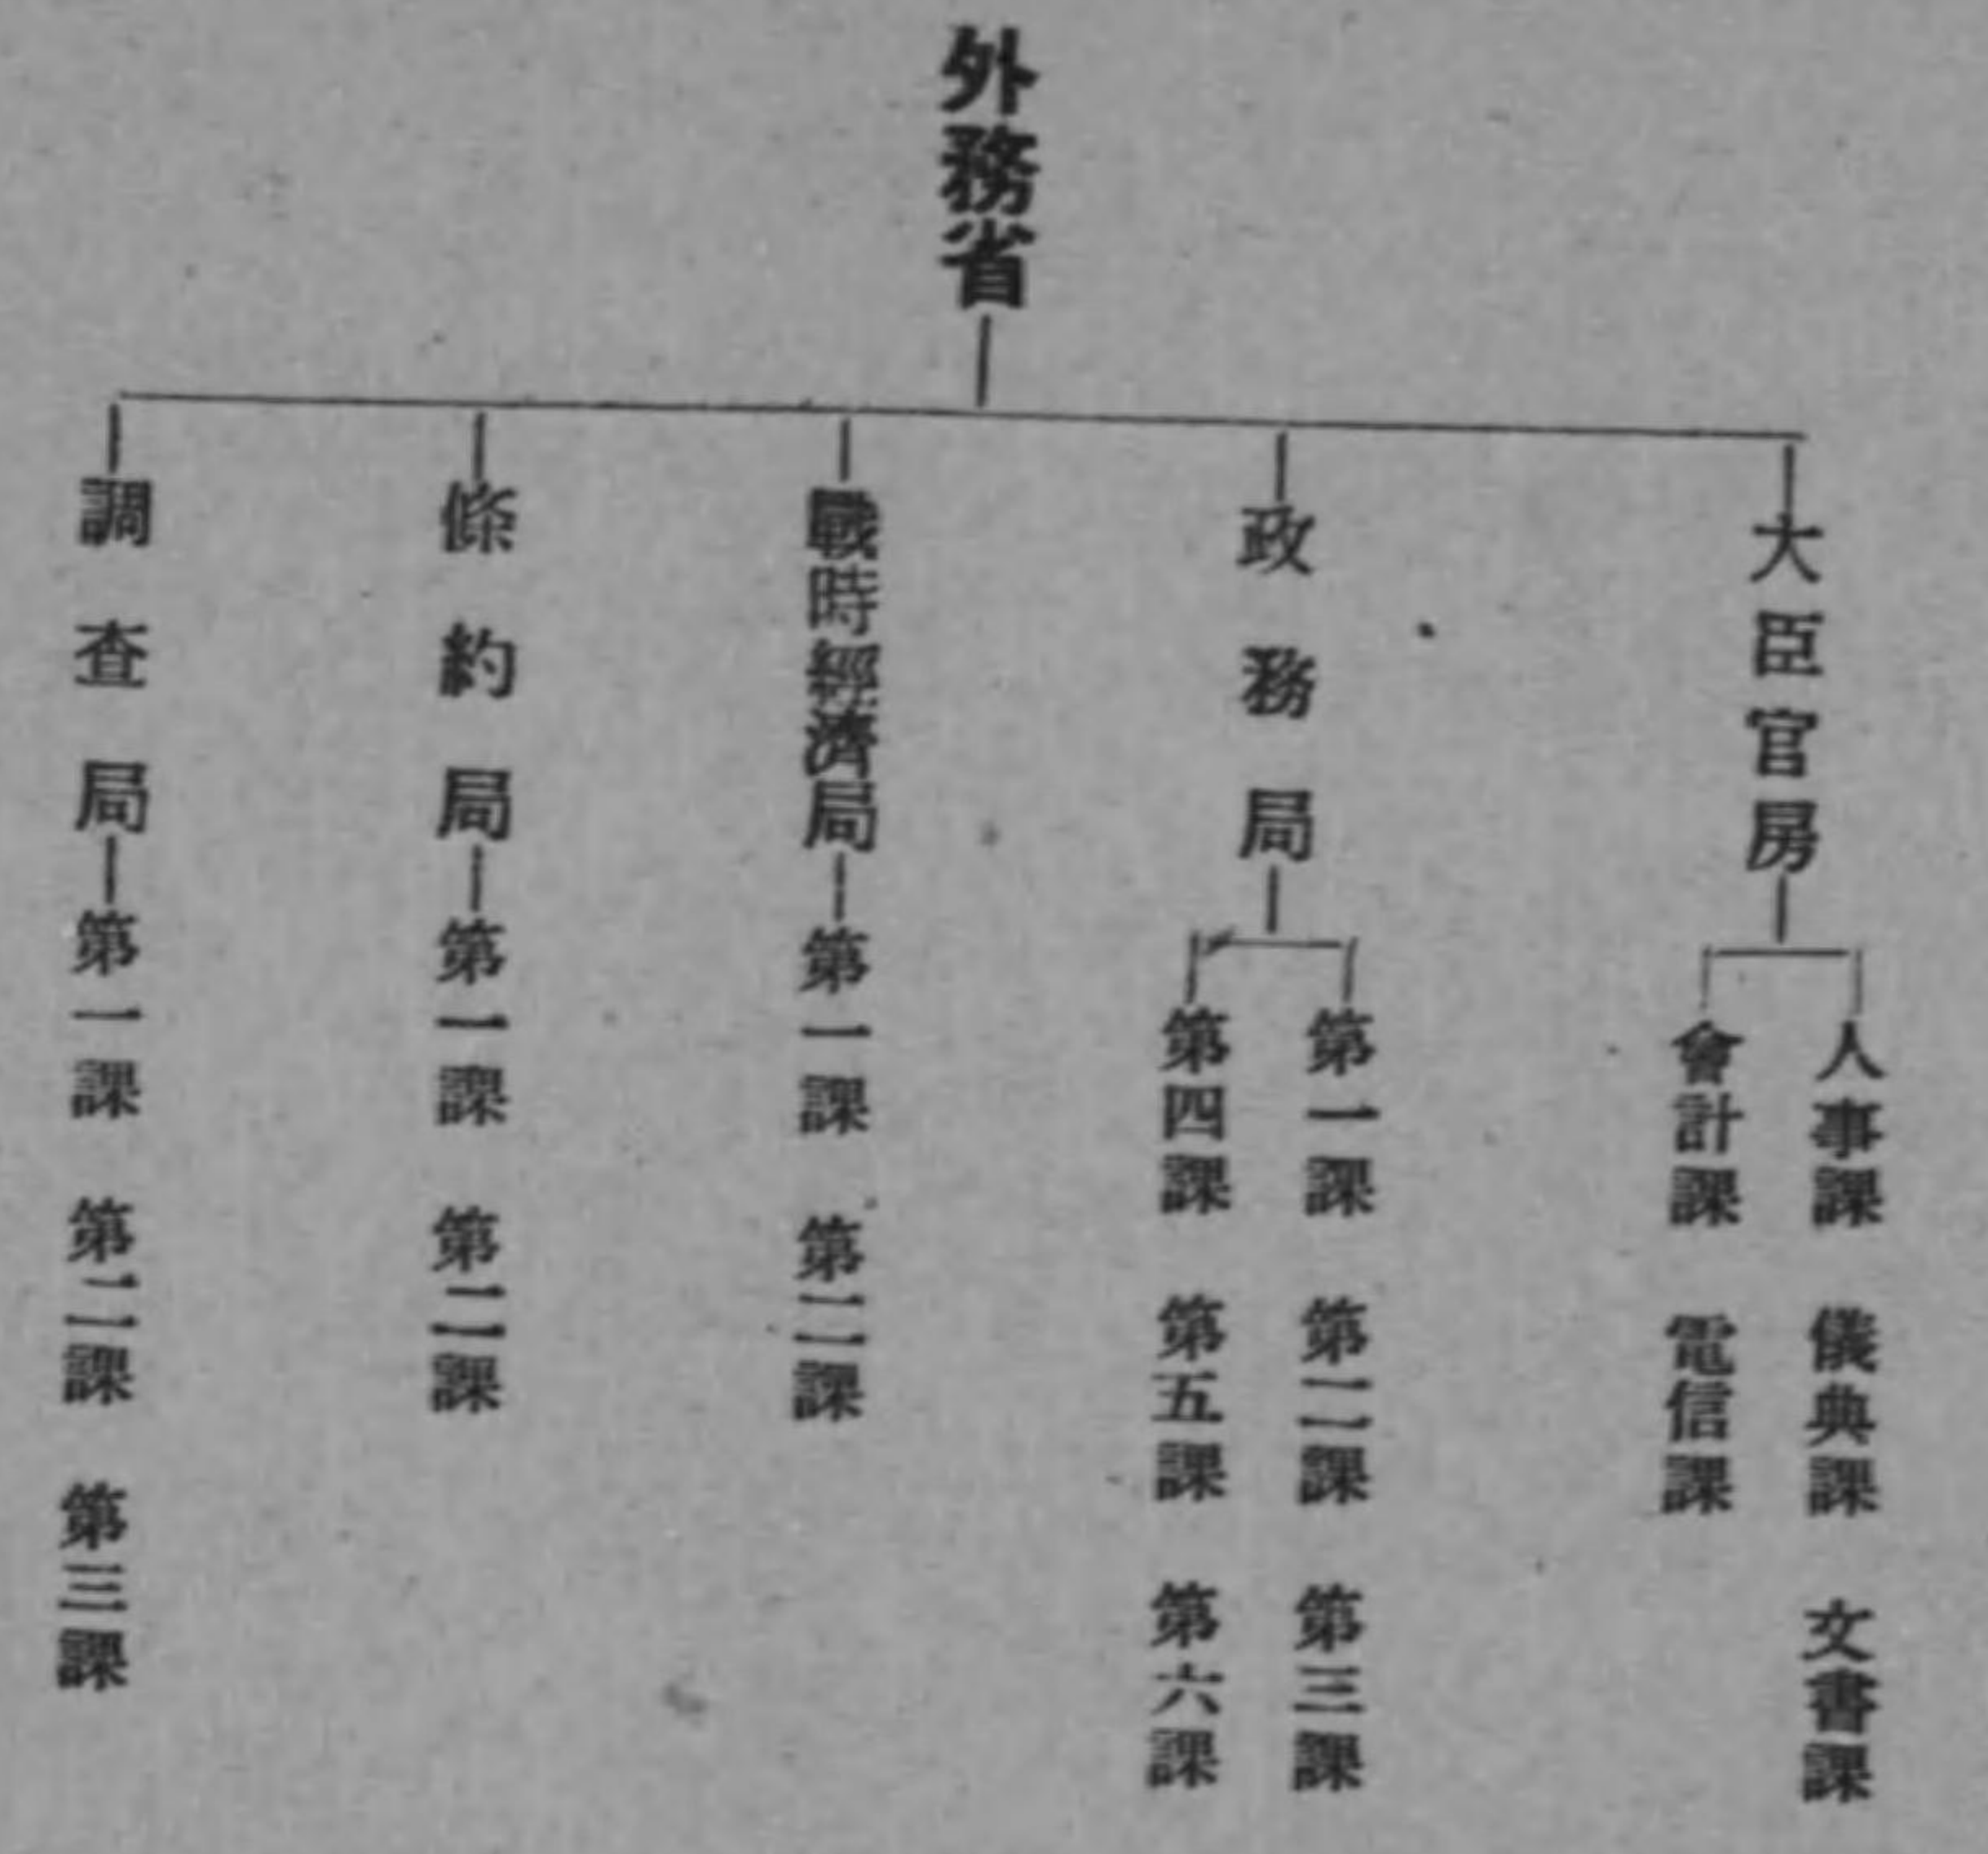 外務省
大臣官房
人事課　儀典課　文書課
會計課　電信課
政務局
第一課　第二課　第三課
第四課　第五課　第六課
戰時經濟局
第一課　第二課
條約局
第一課　第二課
調査局
第一課　第二課　第三課